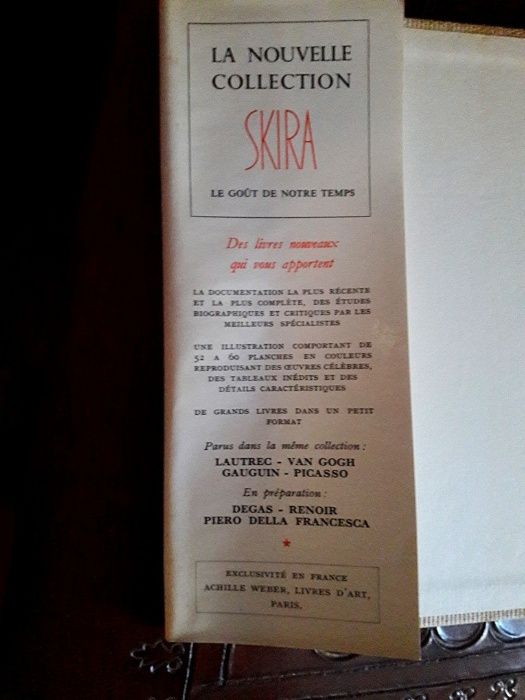 LA NOUVELLE
COLLECTION
SKIRA
LE GOÛT DE NOTRE TEMPS
Des livres nouveaux
qui vous apportent
LA DOCUMENTATION LA PLUS RÉCENTE
ET LA PLUS COMPLÈTE, DES ÉTUDES
BIOGRAPHIQUES ET CRITIQUES PAR LES
MEILLEURS SPÉCIALISTES
UNE ILLUSTRATION COMPORTANT DE
52 A 60 PLANCHES EN COULEURS
REPRODUISANT DES ŒUVRES CÉLÈBRES,
DES TABLEAUX INÉDITS ET DES
DÉTAILS CARACTÉRISTIQUES
DE GRANDS LIVRES DANS UN PETIT
FORMAT
Parus dans la même collection :
LAUTREC - VAN GOGH
GAUGUIN - PICASSO
En préparation :
DEGAS - RENOIR
PIERO DELLA FRANCESCA
★
EXCLUSIVITÉ EN FRANCE
ACHILLE WEBER, LIVRES D'ART,
PARIS.